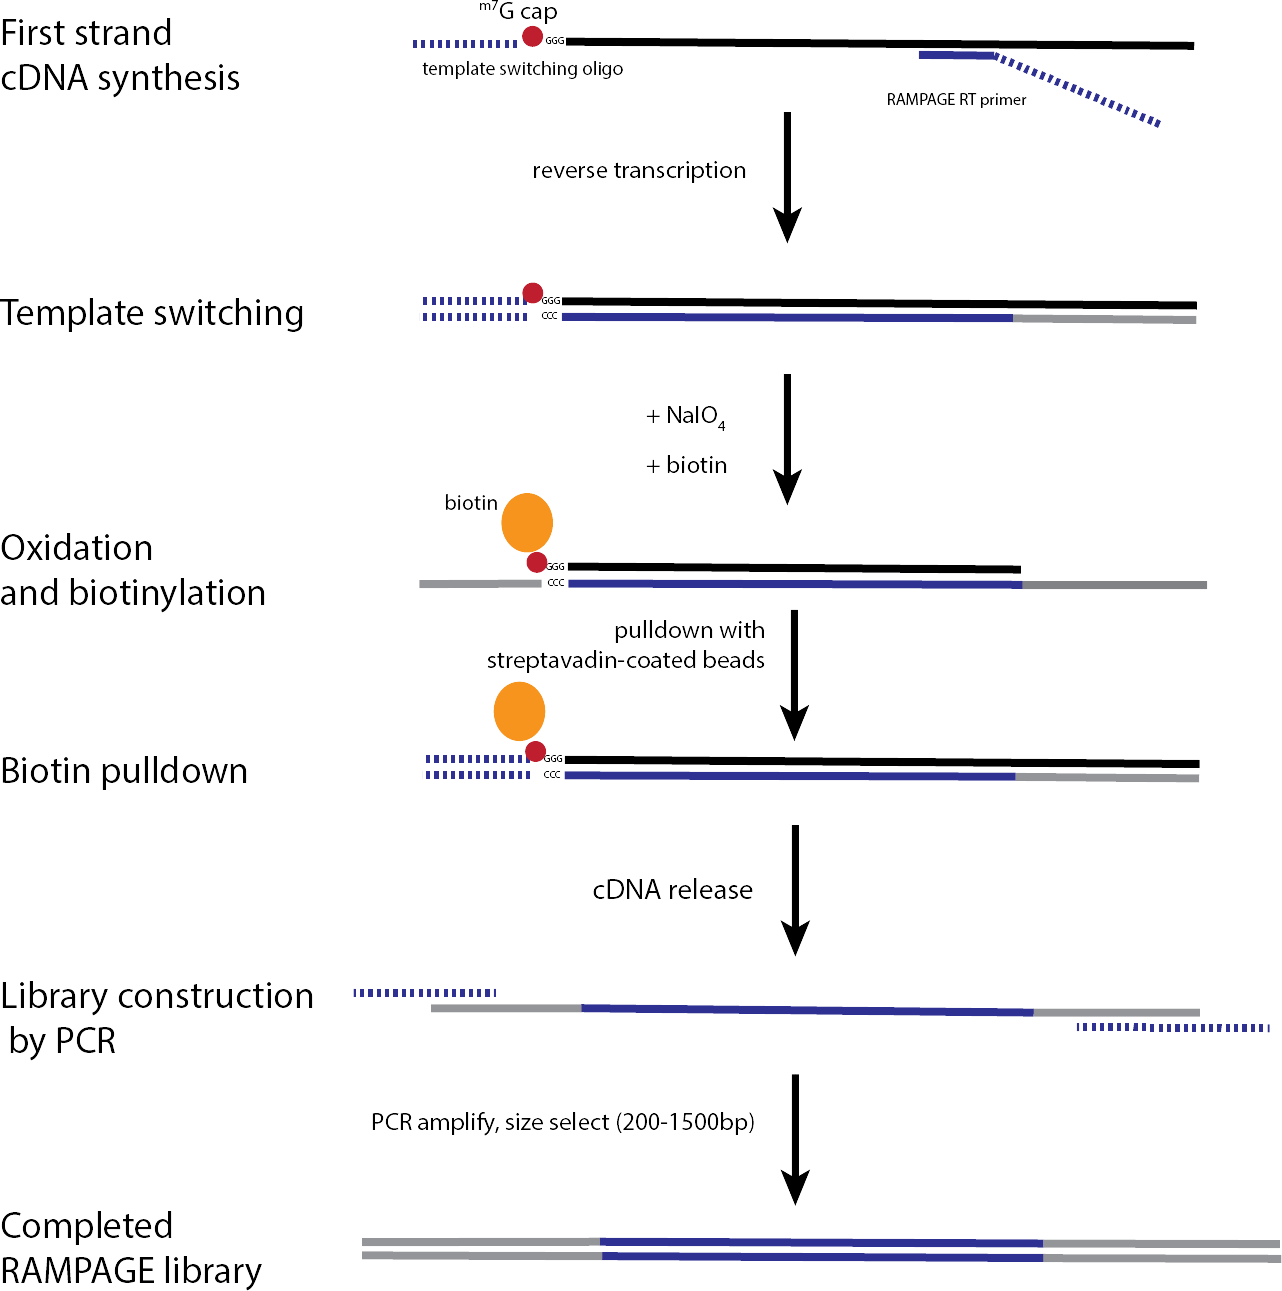 First strand
cDNA synthesis
m7G cap
GGG
template switching oligo
RAMPAGE RT primer
reverse transcription
Template switching
GGG
CCC
+ NaIO4
+ biotin
biotin
Oxidation
and biotinylation
GGG
CCC
pulldown with
streptavadin-coated beads
Biotin pulldown
GGG
CCC
cDNA release
Library construction
by PCR
PCR amplify, size select (200-1500bp)
Completed
RAMPAGE library